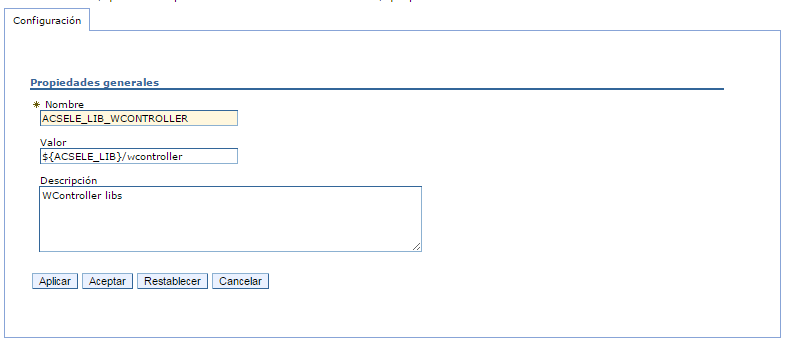 Configuración
Propiedades generales
✴ Nombre
ACSELE_LIB_WCONTROLLER
Valor
${ACSELE_LIB}/wcontroller
Descripción
WController libs
Aplicar Aceptar Restablecer Cancelar